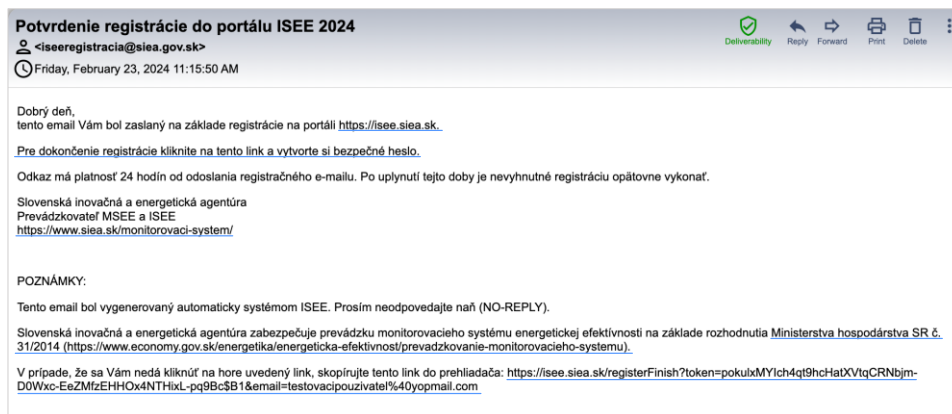 Potvrdenie registrácie do portálu ISEE 2024
<iseeregistracia@siea.gov.sk>
Friday, February 23, 2024 11:15:50 AM
Deliverability Reply Forward Print Delete
Dobrý deň,
tento email Vám bol zaslaný na základe registrácie na portáli https://isee.siea.sk.
Pre dokončenie registrácie kliknite na tento link a vytvorte si bezpečné heslo.
Odkaz má platnosť 24 hodín od odoslania registračného e-mailu. Po uplynutí tejto doby je nevyhnutné registráciu opätovne vykonať.
Slovenská inovačná a energetická agentúra
Prevádzkovateľ MSEE a ISEE
https://www.siea.sk/monitorovaci-system/
POZNÁMKY:
Tento email bol vygenerovaný automaticky systémom ISEE. Prosím neodpovedajte naň (NO-REPLY).
Slovenská inovačná a energetická agentúra zabezpečuje prevádzku monitorovacieho systému energetickej efektívnosti na základe rozhodnutia Ministerstva hospodárstva SR č.
31/2014 (https://www.economy.gov.sk/energetika/energeticka-efektivnost/prevadzkovanie-monitorovacieho-systemu).
V prípade, že sa Vám nedá kliknúť na hore uvedený link, skopírujte tento link do prehliadača: https://isee.siea.sk/registerFinish?token=pokulxMYIch4qt9hcHatXVtqCRNbjm-
D0Wxc-EeZMfzEHHOx4NTHixL-pq9Bc$B1&email=testovacipouzivatel%40yopmail.com